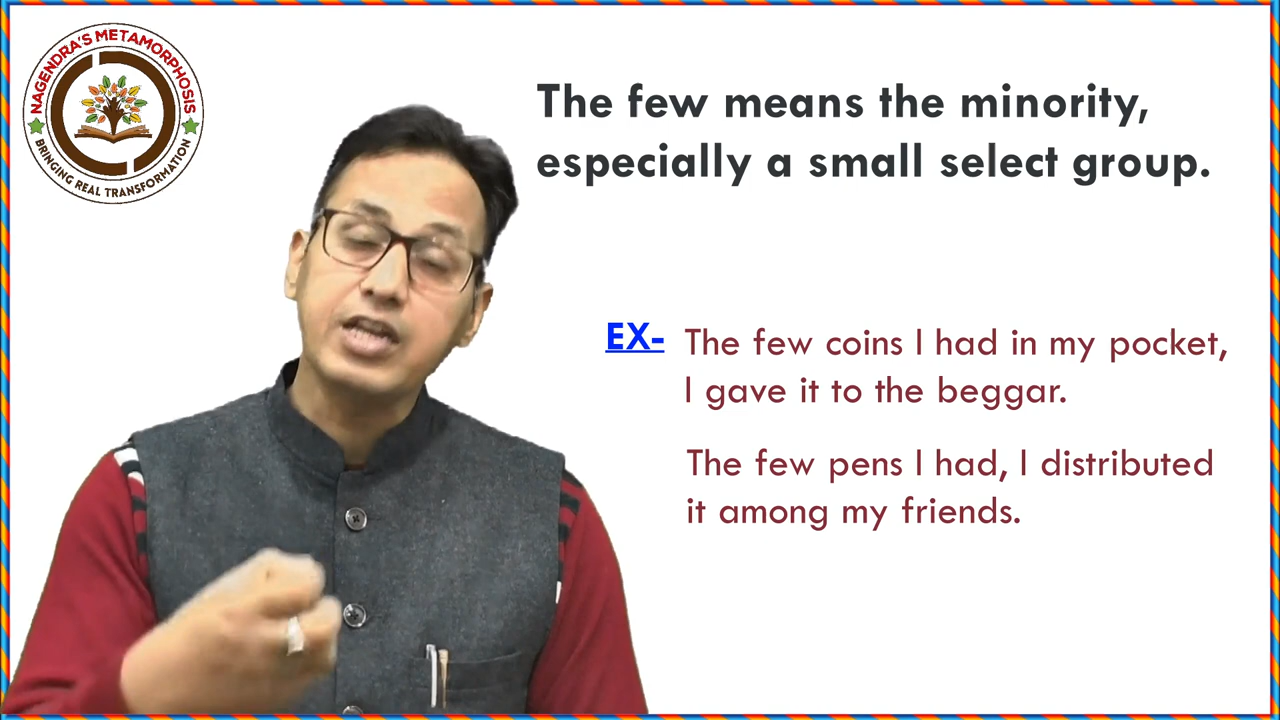 NAGENDRA'S METAMORPHOSIS
BRINGING REAL TRANSFORMATION
The few means the minority,
especially a small select group.
EX- The few coins I had in my pocket,
I gave it to the beggar.
The few pens I had, I distributed
it among my friends.